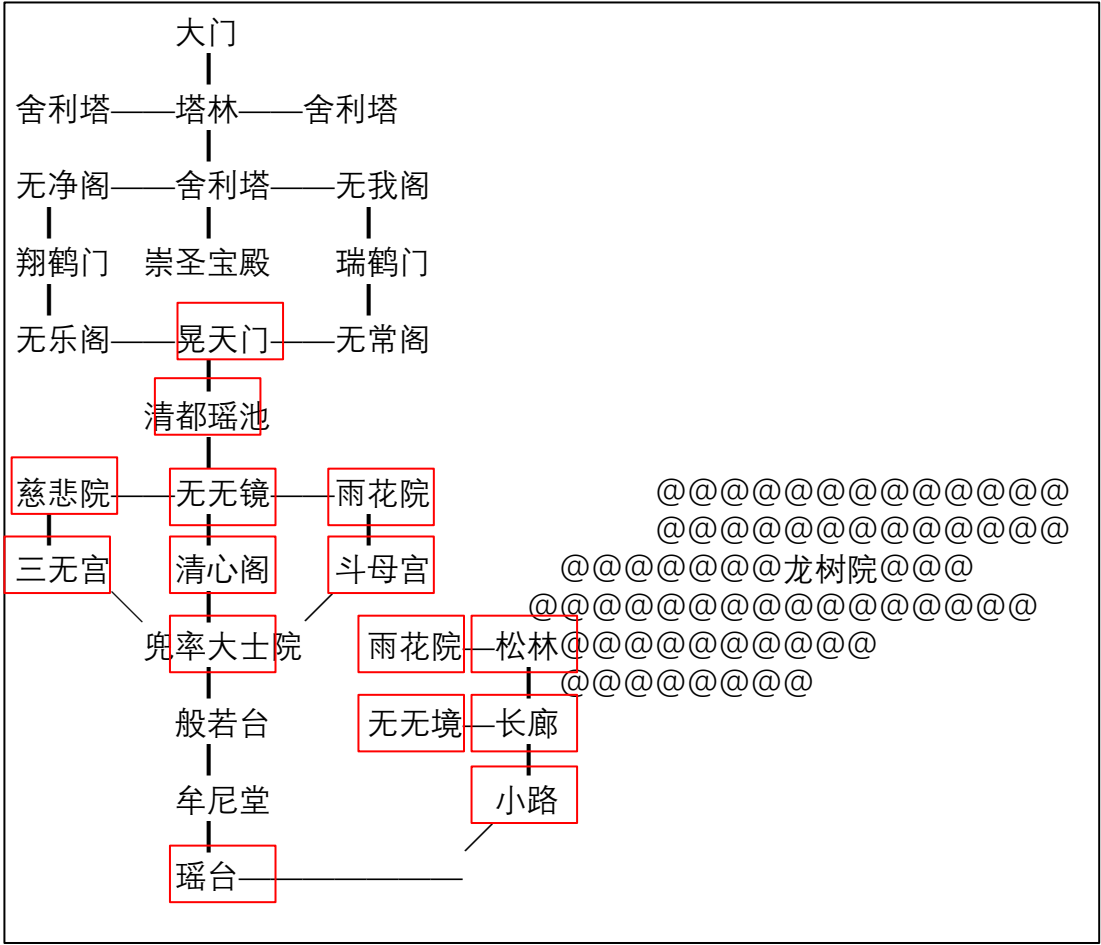 大门
舍利塔——塔林——舍利塔
无净阁——舍利塔——无我阁
翔鹤门 崇圣宝殿 瑞鹤门
无乐阁——晃天门——无常阁
清都瑶池
慈悲院——无无镜——雨花院 @@@@@@@@@@@@@
@@@@@@@@@@@@@
三无宫 清心阁 斗母宫 @@@@@@@龙树院@@@
@@@@@@@@@@@@@@@@
兜率大士院 雨花院—松林@@@@@@@@@@
@@@@@@@@
般若台 无无境—长廊
牟尼堂 小路
瑶台———————